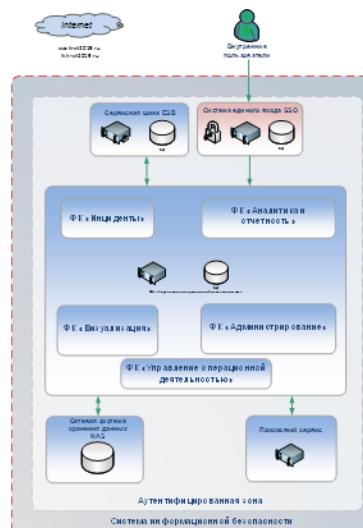 Internet
Внутренние
пользователи
Сервисная шина ESB
Система единого входа SSO
ФК «Инциденты»
ФК «Аналитика и
отчетность»
ФК «Визуализация»
ФК «Администрирование»
ФК «Управление операционной
деятельностью»
Сетевая система
хранения данных
NAS
Поисковый сервис
Аутентифицированная зона
Система информационной безопасности